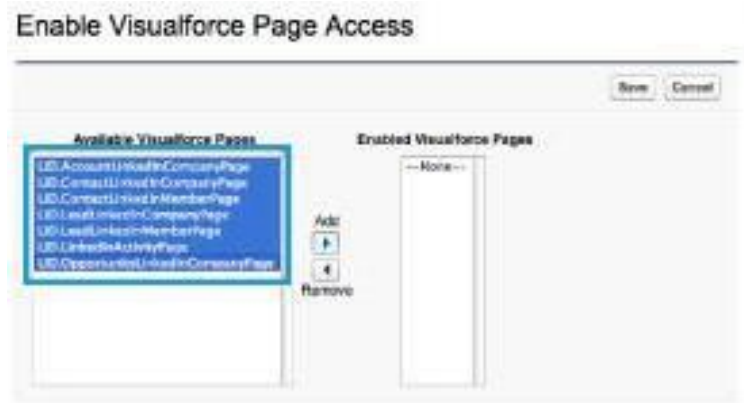 Enable Visualforce Page Access
Save Cancel
Available Visualforce Pages
Enabled Visualforce Pages
LID.AccountLinkedInCompanyPage
LID.ContactLinkedInCompanyPage
LID.ContactLinkedInMemberPage
LID.LeadLinkedInCompanyPage
LID.LeadLinkedInMemberPage
LID.LinkedInActivityPage
LID.OpportunityLinkedInCompanyPage
--None--
Add
Remove